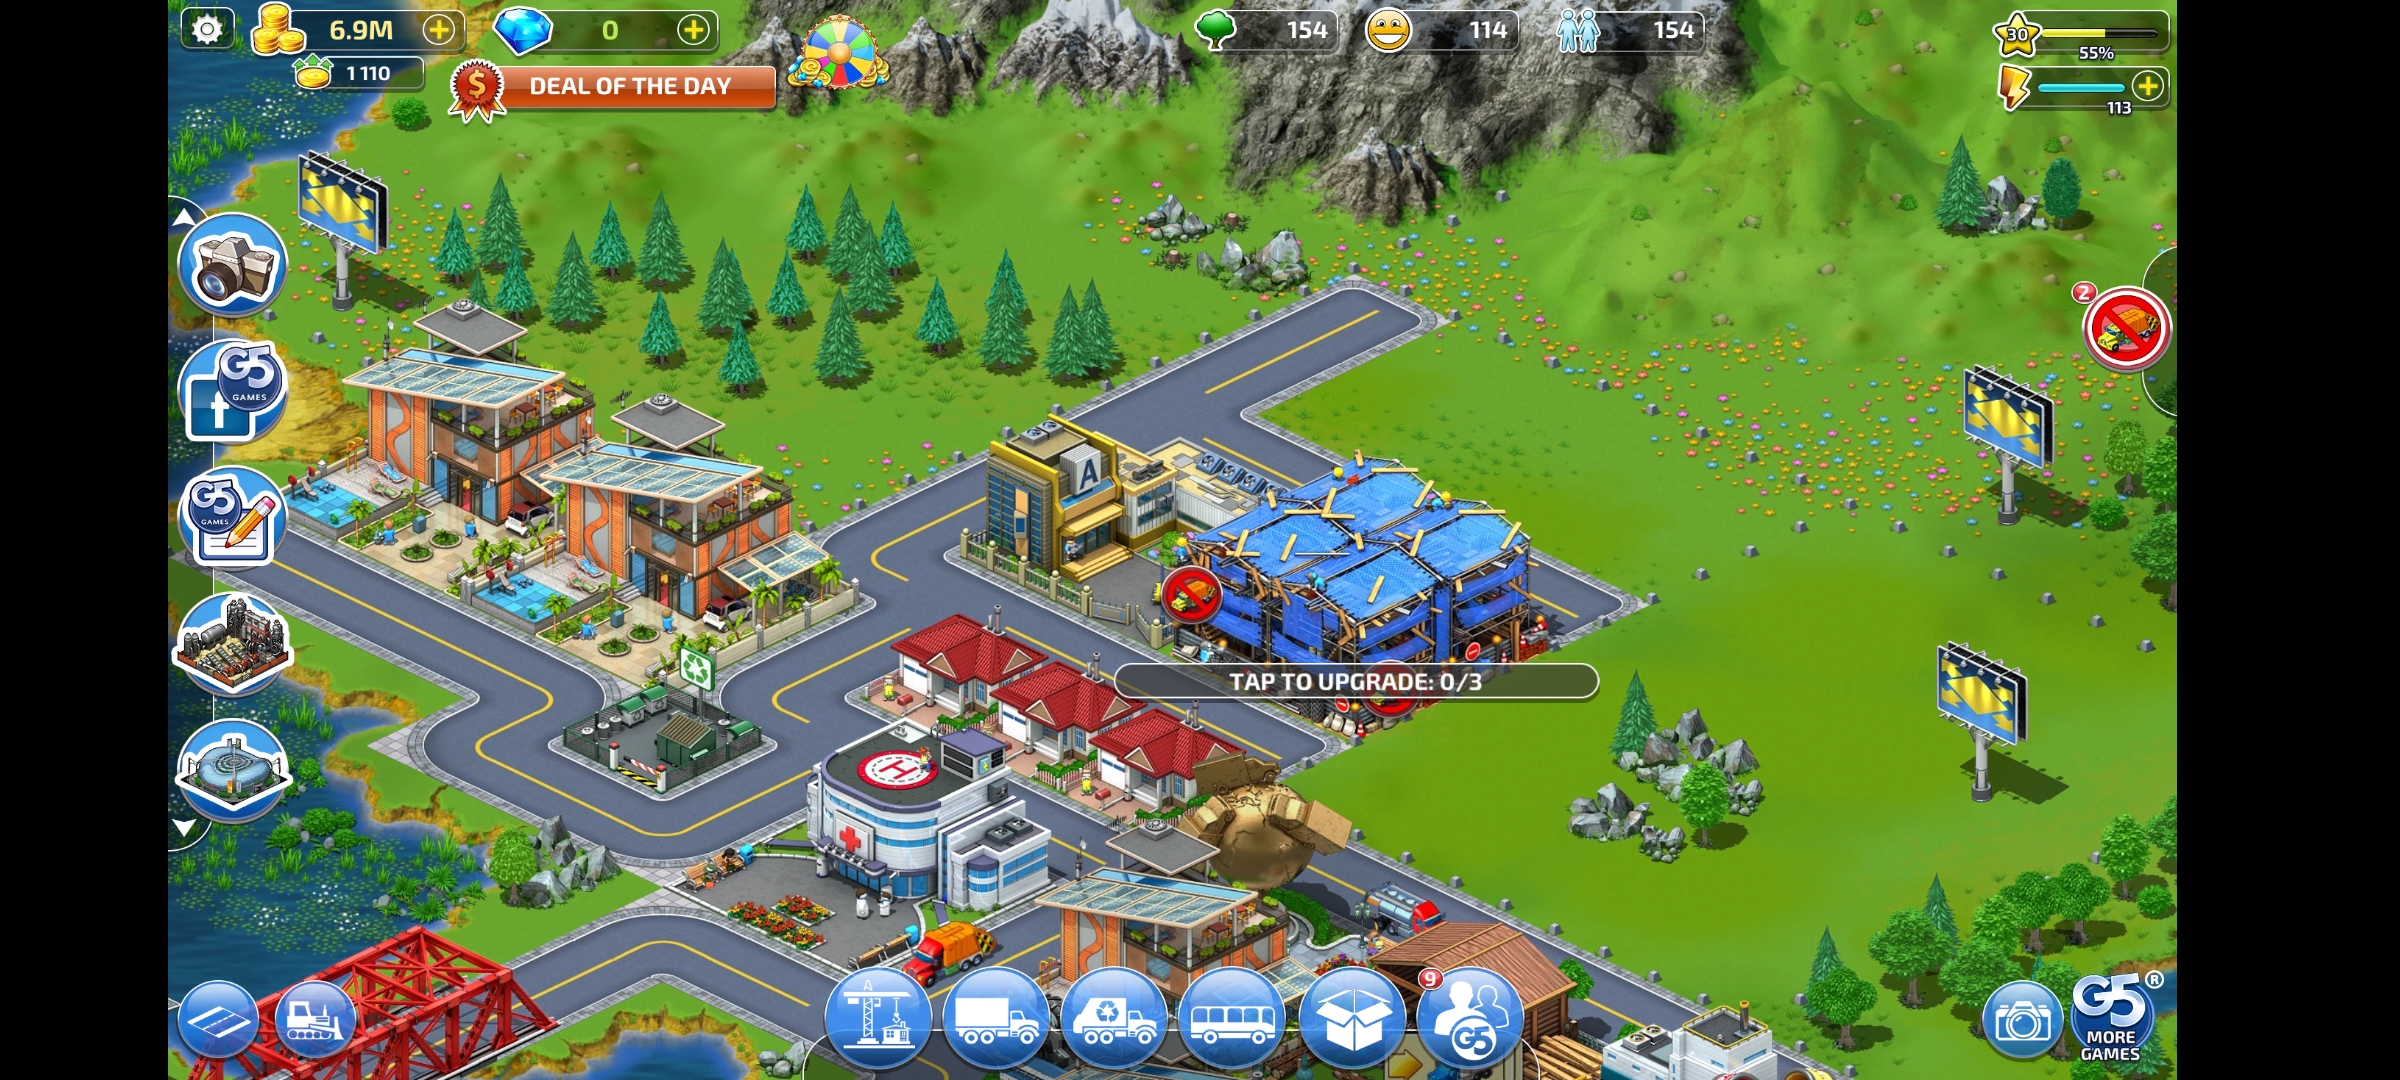 6.9M
0
154
114
154
30
55%
1 110
DEAL OF THE DAY
113
2
G5
GAMES
f
G5
GAMES
A
TAP TO UPGRADE: 0/3
H
9
A
G5
G5®
MORE
GAMES